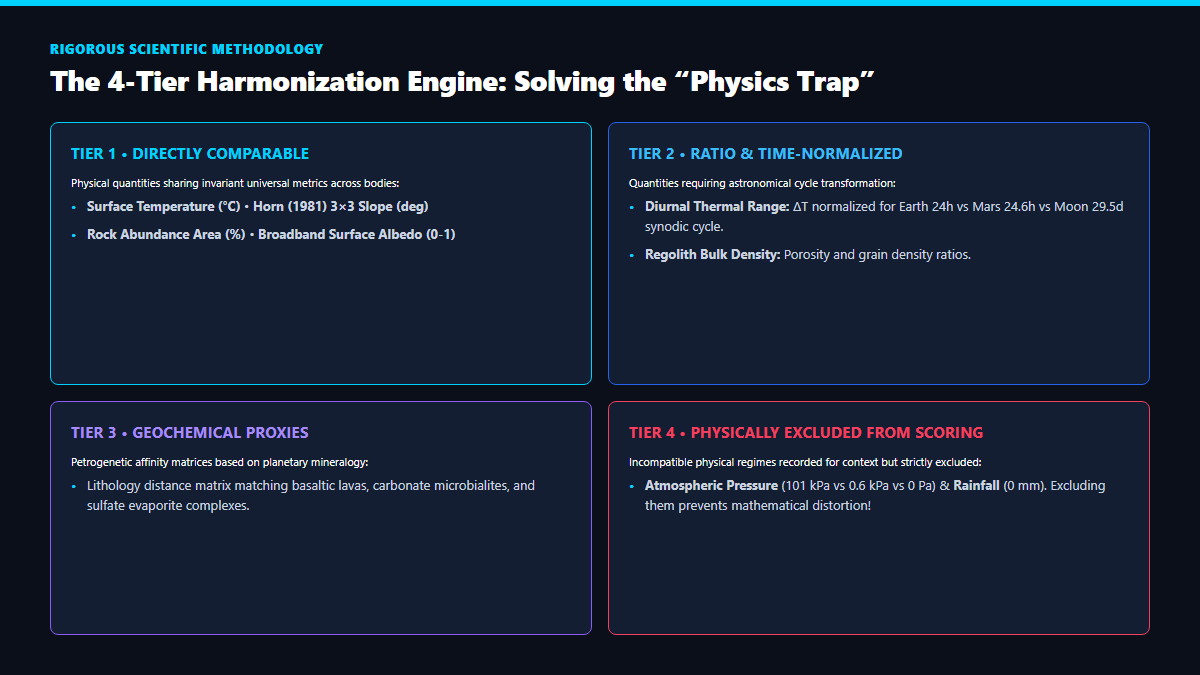 RIGOROUS SCIENTIFIC METHODOLOGY
The 4-Tier Harmonization Engine: Solving the “Physics Trap”
TIER 1 • DIRECTLY COMPARABLE
Physical quantities sharing invariant universal metrics across bodies:
• Surface Temperature (°C) • Horn (1981) 3×3 Slope (deg)
• Rock Abundance Area (%) • Broadband Surface Albedo (0-1)
TIER 2 • RATIO & TIME-NORMALIZED
Quantities requiring astronomical cycle transformation:
• Diurnal Thermal Range: ΔT normalized for Earth 24h vs Mars 24.6h vs Moon 29.5d
synodic cycle.
• Regolith Bulk Density: Porosity and grain density ratios.
TIER 3 • GEOCHEMICAL PROXIES
Petrogenetic affinity matrices based on planetary mineralogy:
• Lithology distance matrix matching basaltic lavas, carbonate microbialites, and
sulfate evaporite complexes.
TIER 4 • PHYSICALLY EXCLUDED FROM SCORING
Incompatible physical regimes recorded for context but strictly excluded:
• Atmospheric Pressure (101 kPa vs 0.6 kPa vs 0 Pa) & Rainfall (0 mm). Excluding
them prevents mathematical distortion!